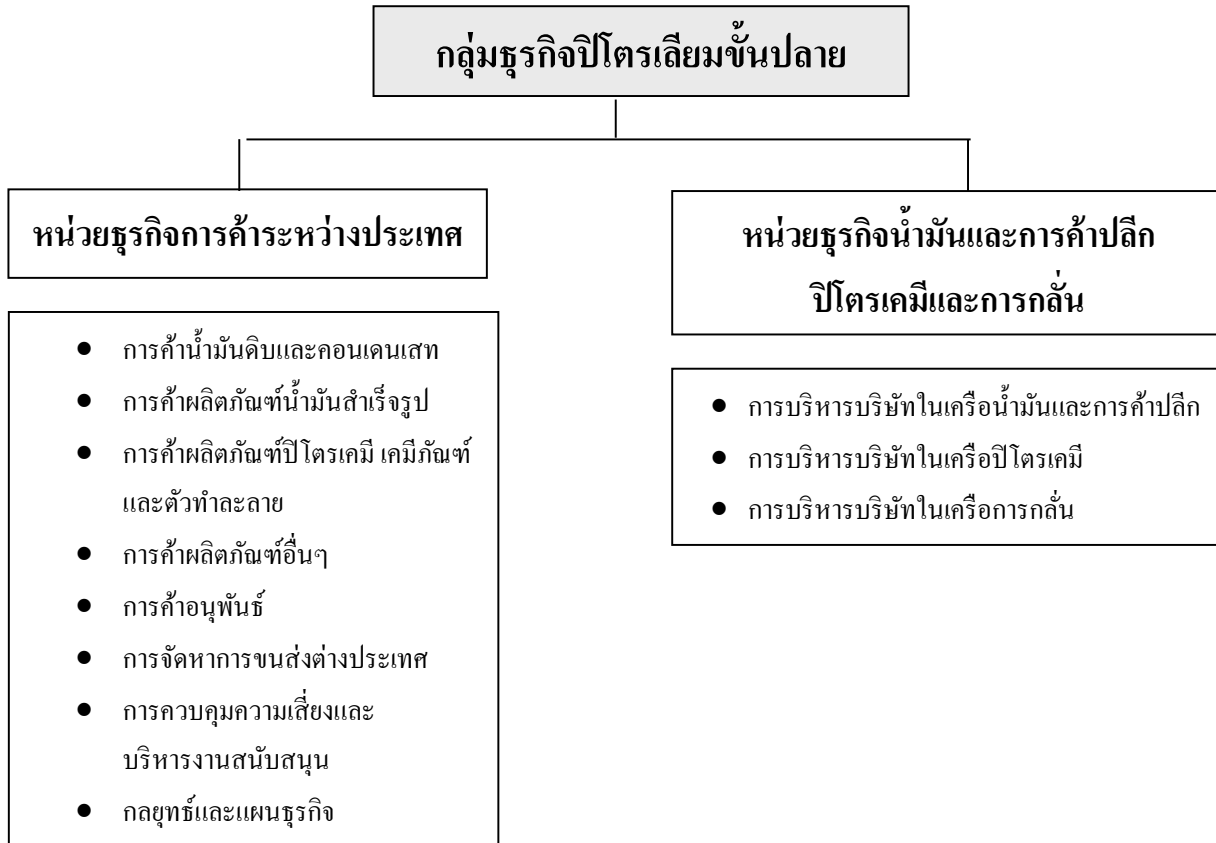 กลุ่มธุรกิจปิโตรเลียมขั้นปลาย
หน่วยธุรกิจการค้าระหว่างประเทศ
● การค้าน้ำมันดิบและคอนเดนเสท
● การค้าผลิตภัณฑ์น้ำมันสำเร็จรูป
● การค้าผลิตภัณฑ์ปิโตรเคมี เคมีภัณฑ์
และตัวทำละลาย
● การค้าผลิตภัณฑ์อื่นๆ
● การค้าอนุพันธ์
● การจัดหาการขนส่งต่างประเทศ
● การควบคุมความเสี่ยงและ
บริหารงานสนับสนุน
● กลยุทธ์และแผนธุรกิจ
หน่วยธุรกิจน้ำมันและการค้าปลีก
ปิโตรเคมีและการกลั่น
● การบริหารบริษัทในเครือน้ำมันและการค้าปลีก
● การบริหารบริษัทในเครือปิโตรเคมี
● การบริหารบริษัทในเครือการกลั่น